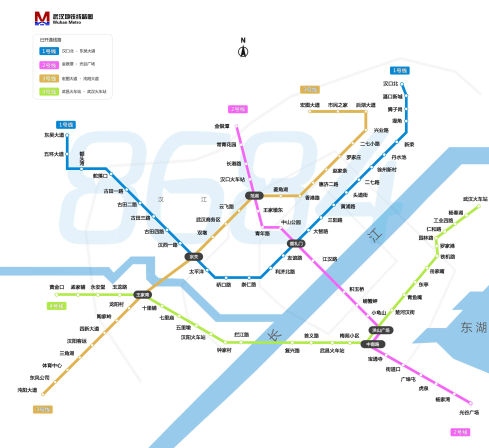 武汉地铁线路图
Wuhan Metro
已开通线路
1号线 汉口北 - 东吴大道
2号线 金银潭 - 光谷广场
3号线 宏图大道 - 沌阳大道
4号线 武昌火车站 - 武汉火车站
N
1号线
汉口北
滠口新城
滕子岗
堤角
新荣
丹水池
徐州新村
二七路
头道街
黄浦路
三阳路
大智路
循礼门
友谊路
利济北路
崇仁路
硚口路
太平洋
宗关
汉西一路
古田四路
古田三路
古田二路
古田一路
舵落口
额头湾
五环大道
东吴大道
1号线
2号线
金银潭
常青花园
长港路
汉口火车站
范湖
王家墩东
青年路
中山公园
江汉路
积玉桥
螃蟹岬
小龟山
洪山广场
中南路
宝通寺
街道口
广埠屯
虎泉
杨家湾
光谷广场
2号线
3号线
宏图大道
市民之家
后湖大道
兴业路
二七小路
罗家庄
赵家条
惠济二路
香港路
菱角湖
云飞路
武汉商务区
双墩
王家湾
龙阳村
陶家岭
四新大道
汉阳客运
三角湖
体育中心
东风公司
沌阳大道
3号线
4号线
黄金口
孟家铺
永安堂
玉龙路
十里铺
七里庙
五里墩
汉阳火车站
钟家村
拦江路
复兴路
首义路
武昌火车站
梅苑小区
楚河汉街
青鱼嘴
东亭
岳家嘴
铁机路
罗家港
园林路
仁和路
工业四路
杨春湖
武汉火车站
汉 江
长
江
东湖
8684